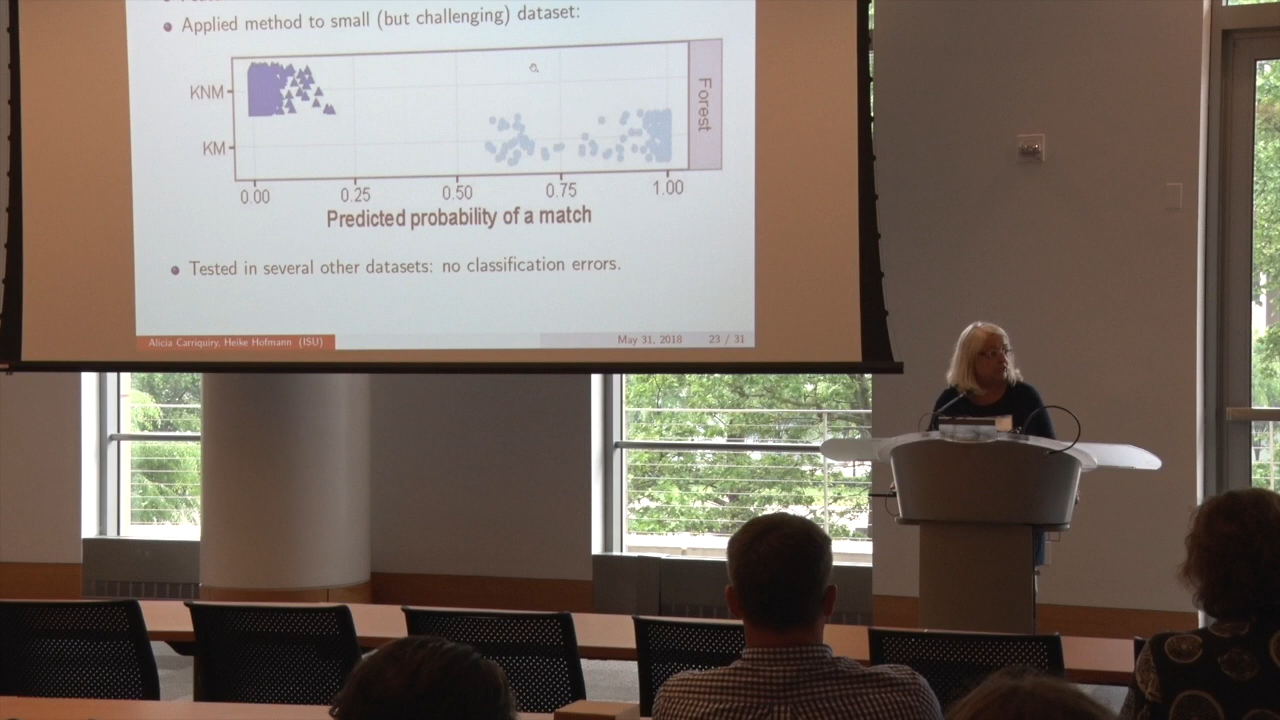 Applied method to small (but challenging) dataset:
KNM
KM
Forest
0.00 0.25 0.50 0.75 1.00
Predicted probability of a match
Tested in several other datasets: no classification errors.
Alicia Carriquiry, Heike Hofmann (ISU) May 31, 2018 23 / 31